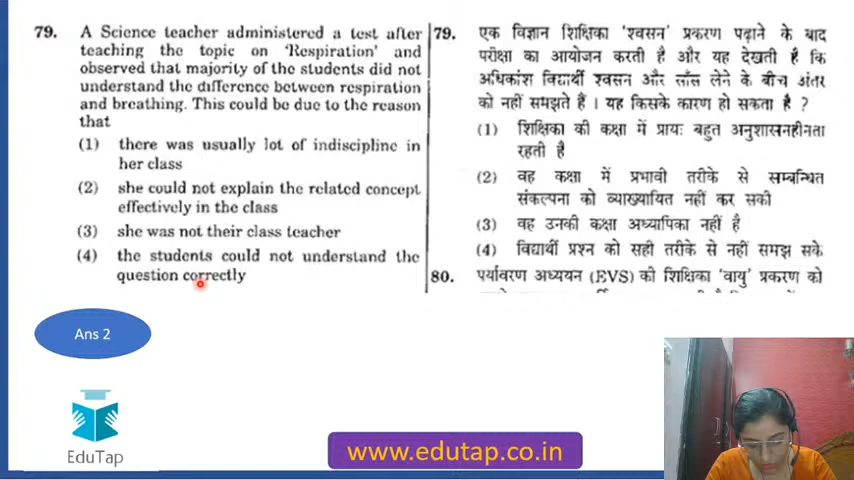 79. A Science teacher administered a test after
teaching the topic on 'Respiration' and
observed that majority of the students did not
understand the difference between respiration
and breathing. This could be due to the reason
that
(1) there was usually lot of indiscipline in
her class
(2) she could not explain the related concept
effectively in the class
(3) she was not their class teacher
(4) the students could not understand the
question correctly
79. एक विज्ञान शिक्षिका 'श्वसन' प्रकरण पढ़ाने के बाद
परीक्षा का आयोजन करती है और यह देखती है कि
अधिकांश विद्यार्थी श्वसन और साँस लेने के बीच अंतर
को नहीं समझते हैं । यह किसके कारण हो सकता है ?
(1) शिक्षिका की कक्षा में प्रायः बहुत अनुशासनहीनता
रहती है
(2) वह कक्षा में प्रभावी तरीके से सम्बन्धित
संकल्पना को व्याख्यायित नहीं कर सकी
(3) वह उनकी कक्षा अध्यापिका नहीं है
(4) विद्यार्थी प्रश्न को सही तरीके से नहीं समझ सके
80. पर्यावरण अध्ययन (EVS) की शिक्षिका 'वायु' प्रकरण को
Ans 2
EduTap
www.edutap.co.in